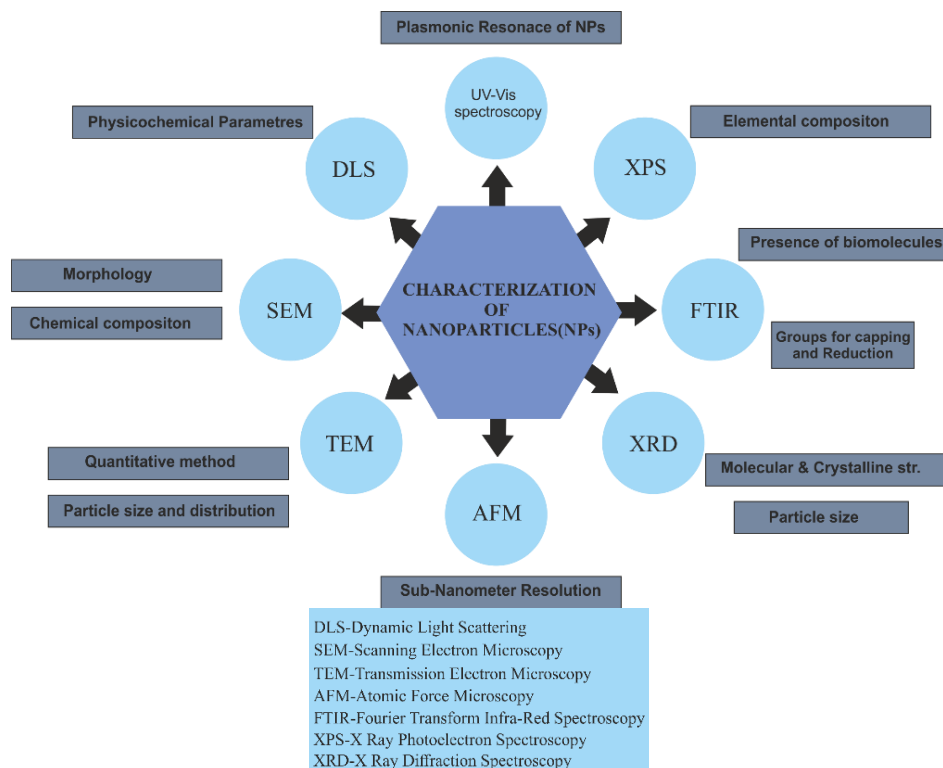 Plasmonic Resonace of NPs
UV-Vis
spectroscopy
Physicochemical Parametres
DLS
Elemental compositon
XPS
Presence of biomolecules
FTIR
Groups for capping
and Reduction
Morphology
Chemical compositon
SEM
CHARACTERIZATION
OF
NANOPARTICLES(NPs)
Quantitative method
Particle size and distribution
TEM
XRD
Molecular & Crystalline str.
Particle size
AFM
Sub-Nanometer Resolution
DLS-Dynamic Light Scattering
SEM-Scanning Electron Microscopy
TEM-Transmission Electron Microscopy
AFM-Atomic Force Microscopy
FTIR-Fourier Transform Infra-Red Spectroscopy
XPS-X Ray Photoelectron Spectroscopy
XRD-X Ray Diffraction Spectroscopy